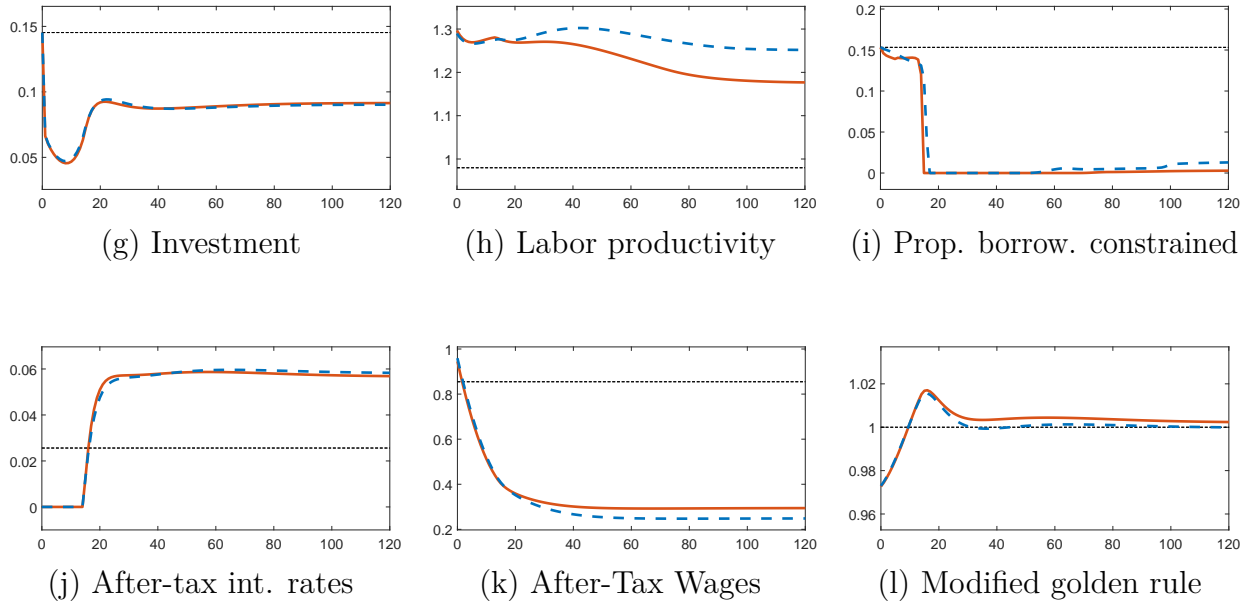 0.15
0.1
0.05
0 20 40 60 80 100 120
(g) Investment
1.3
1.2
1.1
1
0 20 40 60 80 100 120
(h) Labor productivity
0.2
0.15
0.1
0.05
0
0 20 40 60 80 100 120
(i) Prop. borrow. constrained
0.06
0.04
0.02
0
0 20 40 60 80 100 120
(j) After-tax int. rates
1
0.8
0.6
0.4
0.2
0 20 40 60 80 100 120
(k) After-Tax Wages
1.02
1
0.98
0.96
0 20 40 60 80 100 120
(l) Modified golden rule